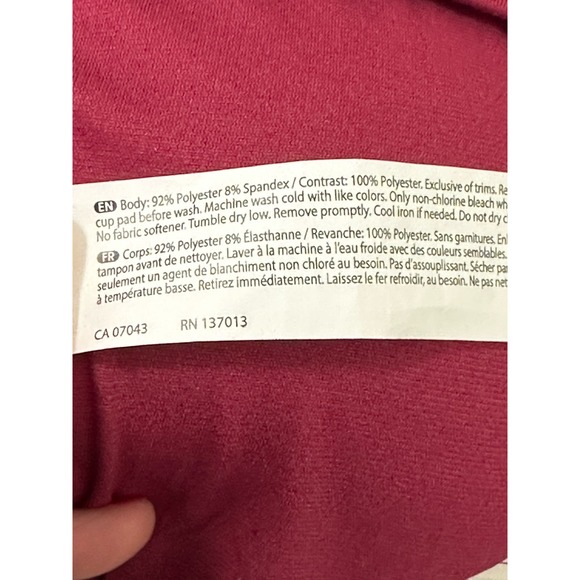 EN Body: 92% Polyester 8% Spandex / Contrast: 100% Polyester. Exclusive of trims. Re
cup pad before wash. Machine wash cold with like colors. Only non-chlorine bleach wh
No fabric softener. Tumble dry low. Remove promptly. Cool iron if needed. Do not dry c
FR Corps: 92% Polyester 8% Élasthanne / Revanche: 100% Polyester. Sans garnitures. En
tampon avant de nettoyer. Laver à la machine à l'eau froide avec des couleurs semblables.
seulement un agent de blanchiment non chloré au besoin. Pas d'assouplissant. Sécher par
à température basse. Retirez immédiatement. Laissez le fer refroidir, au besoin. Ne pas net
CA 07043 RN 137013